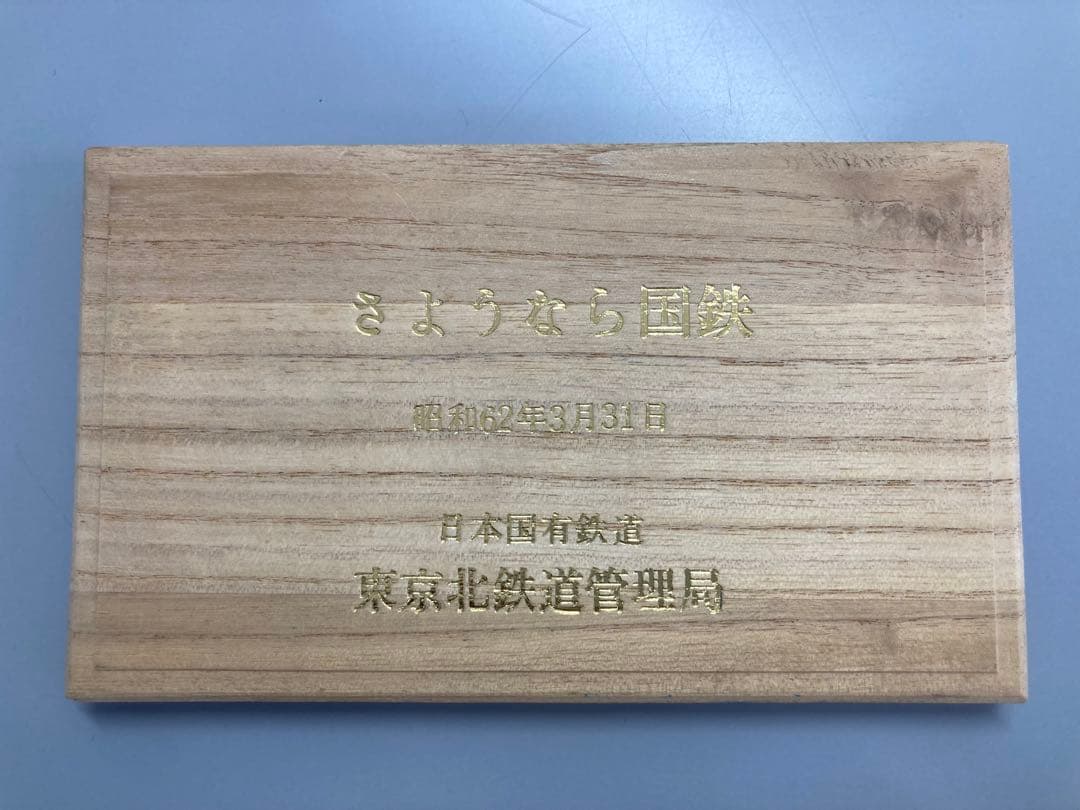 さようなら国鉄
昭和62年3月31日
日本国有鉄道
東京北鉄道管理局